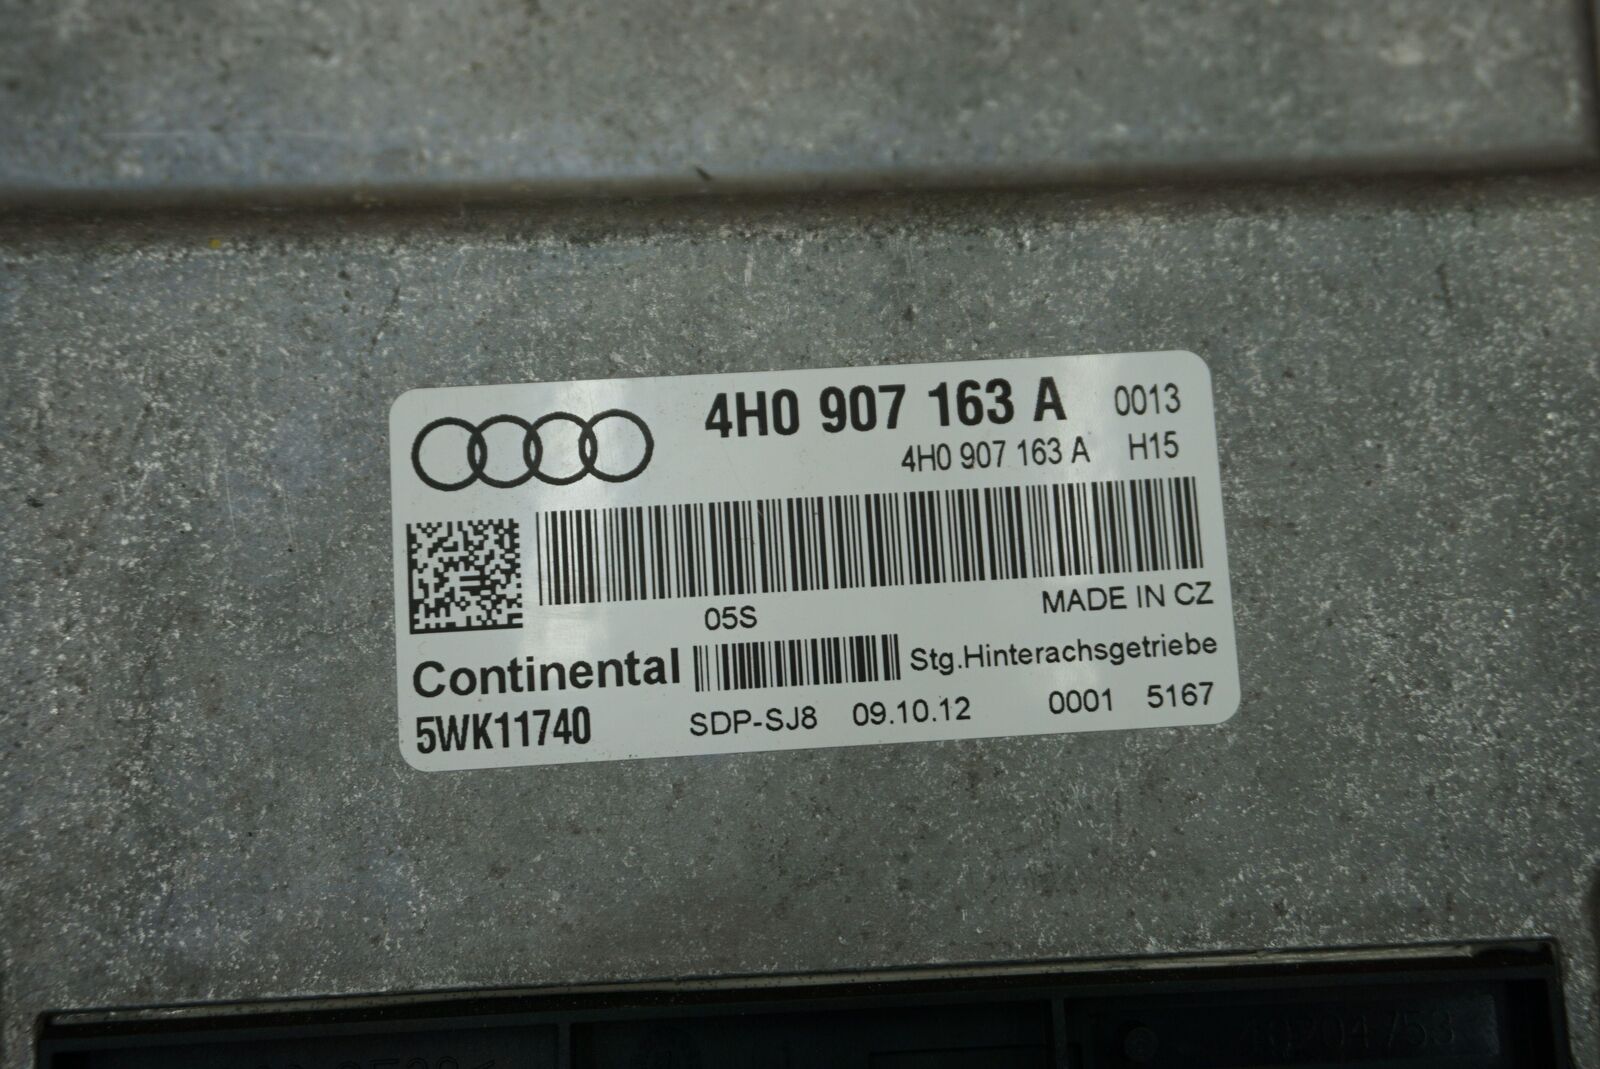 4H0 907 163 A 0013
4H0 907 163 A H15
05S MADE IN CZ
Continental Stg.Hinterachsgetriebe
5WK11740 SDP-SJ8 09.10.12 0001 5167